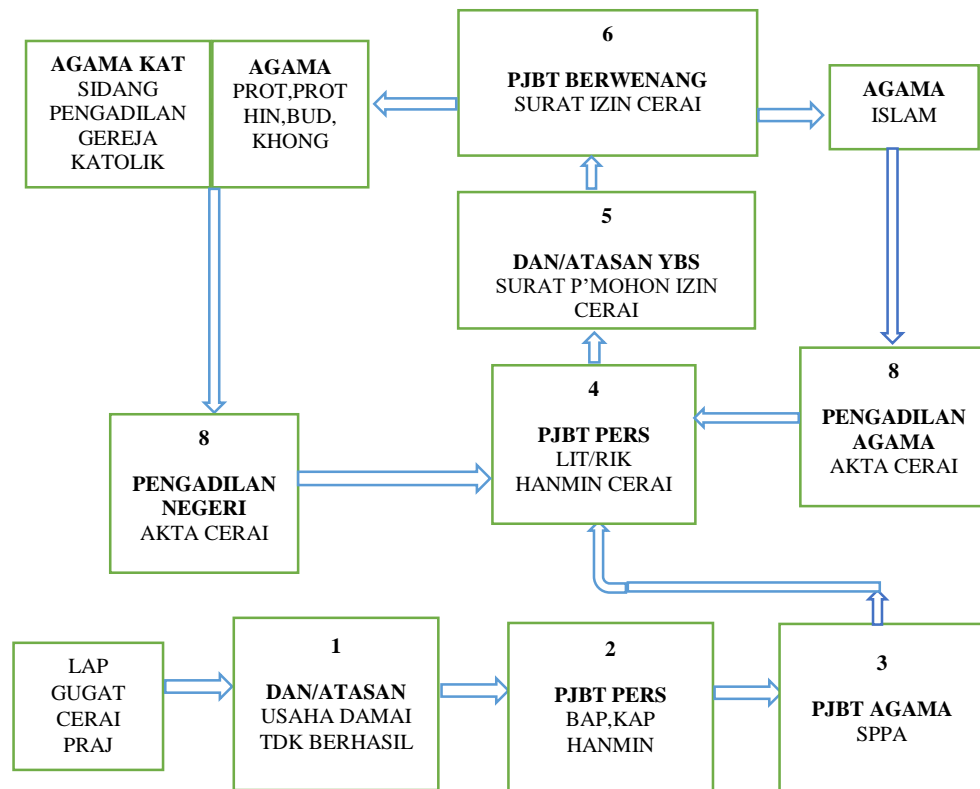 AGAMA KAT
SIDANG
PENGADILAN
GEREJA
KATOLIK
AGAMA
PROT,PROT
HIN,BUD,
KHONG
6
PJBT BERWENANG
SURAT IZIN CERAI
AGAMA
ISLAM
5
DAN/ATASAN YBS
SURAT P’MOHON IZIN
CERAI
8
PENGADILAN
NEGERI
AKTA CERAI
4
PJBT PERS
LIT/RIK
HANMIN CERAI
8
PENGADILAN
AGAMA
AKTA CERAI
LAP
GUGAT
CERAI
PRAJ
1
DAN/ATASAN
USAHA DAMAI
TDK BERHASIL
2
PJBT PERS
BAP,KAP
HANMIN
3
PJBT AGAMA
SPPA